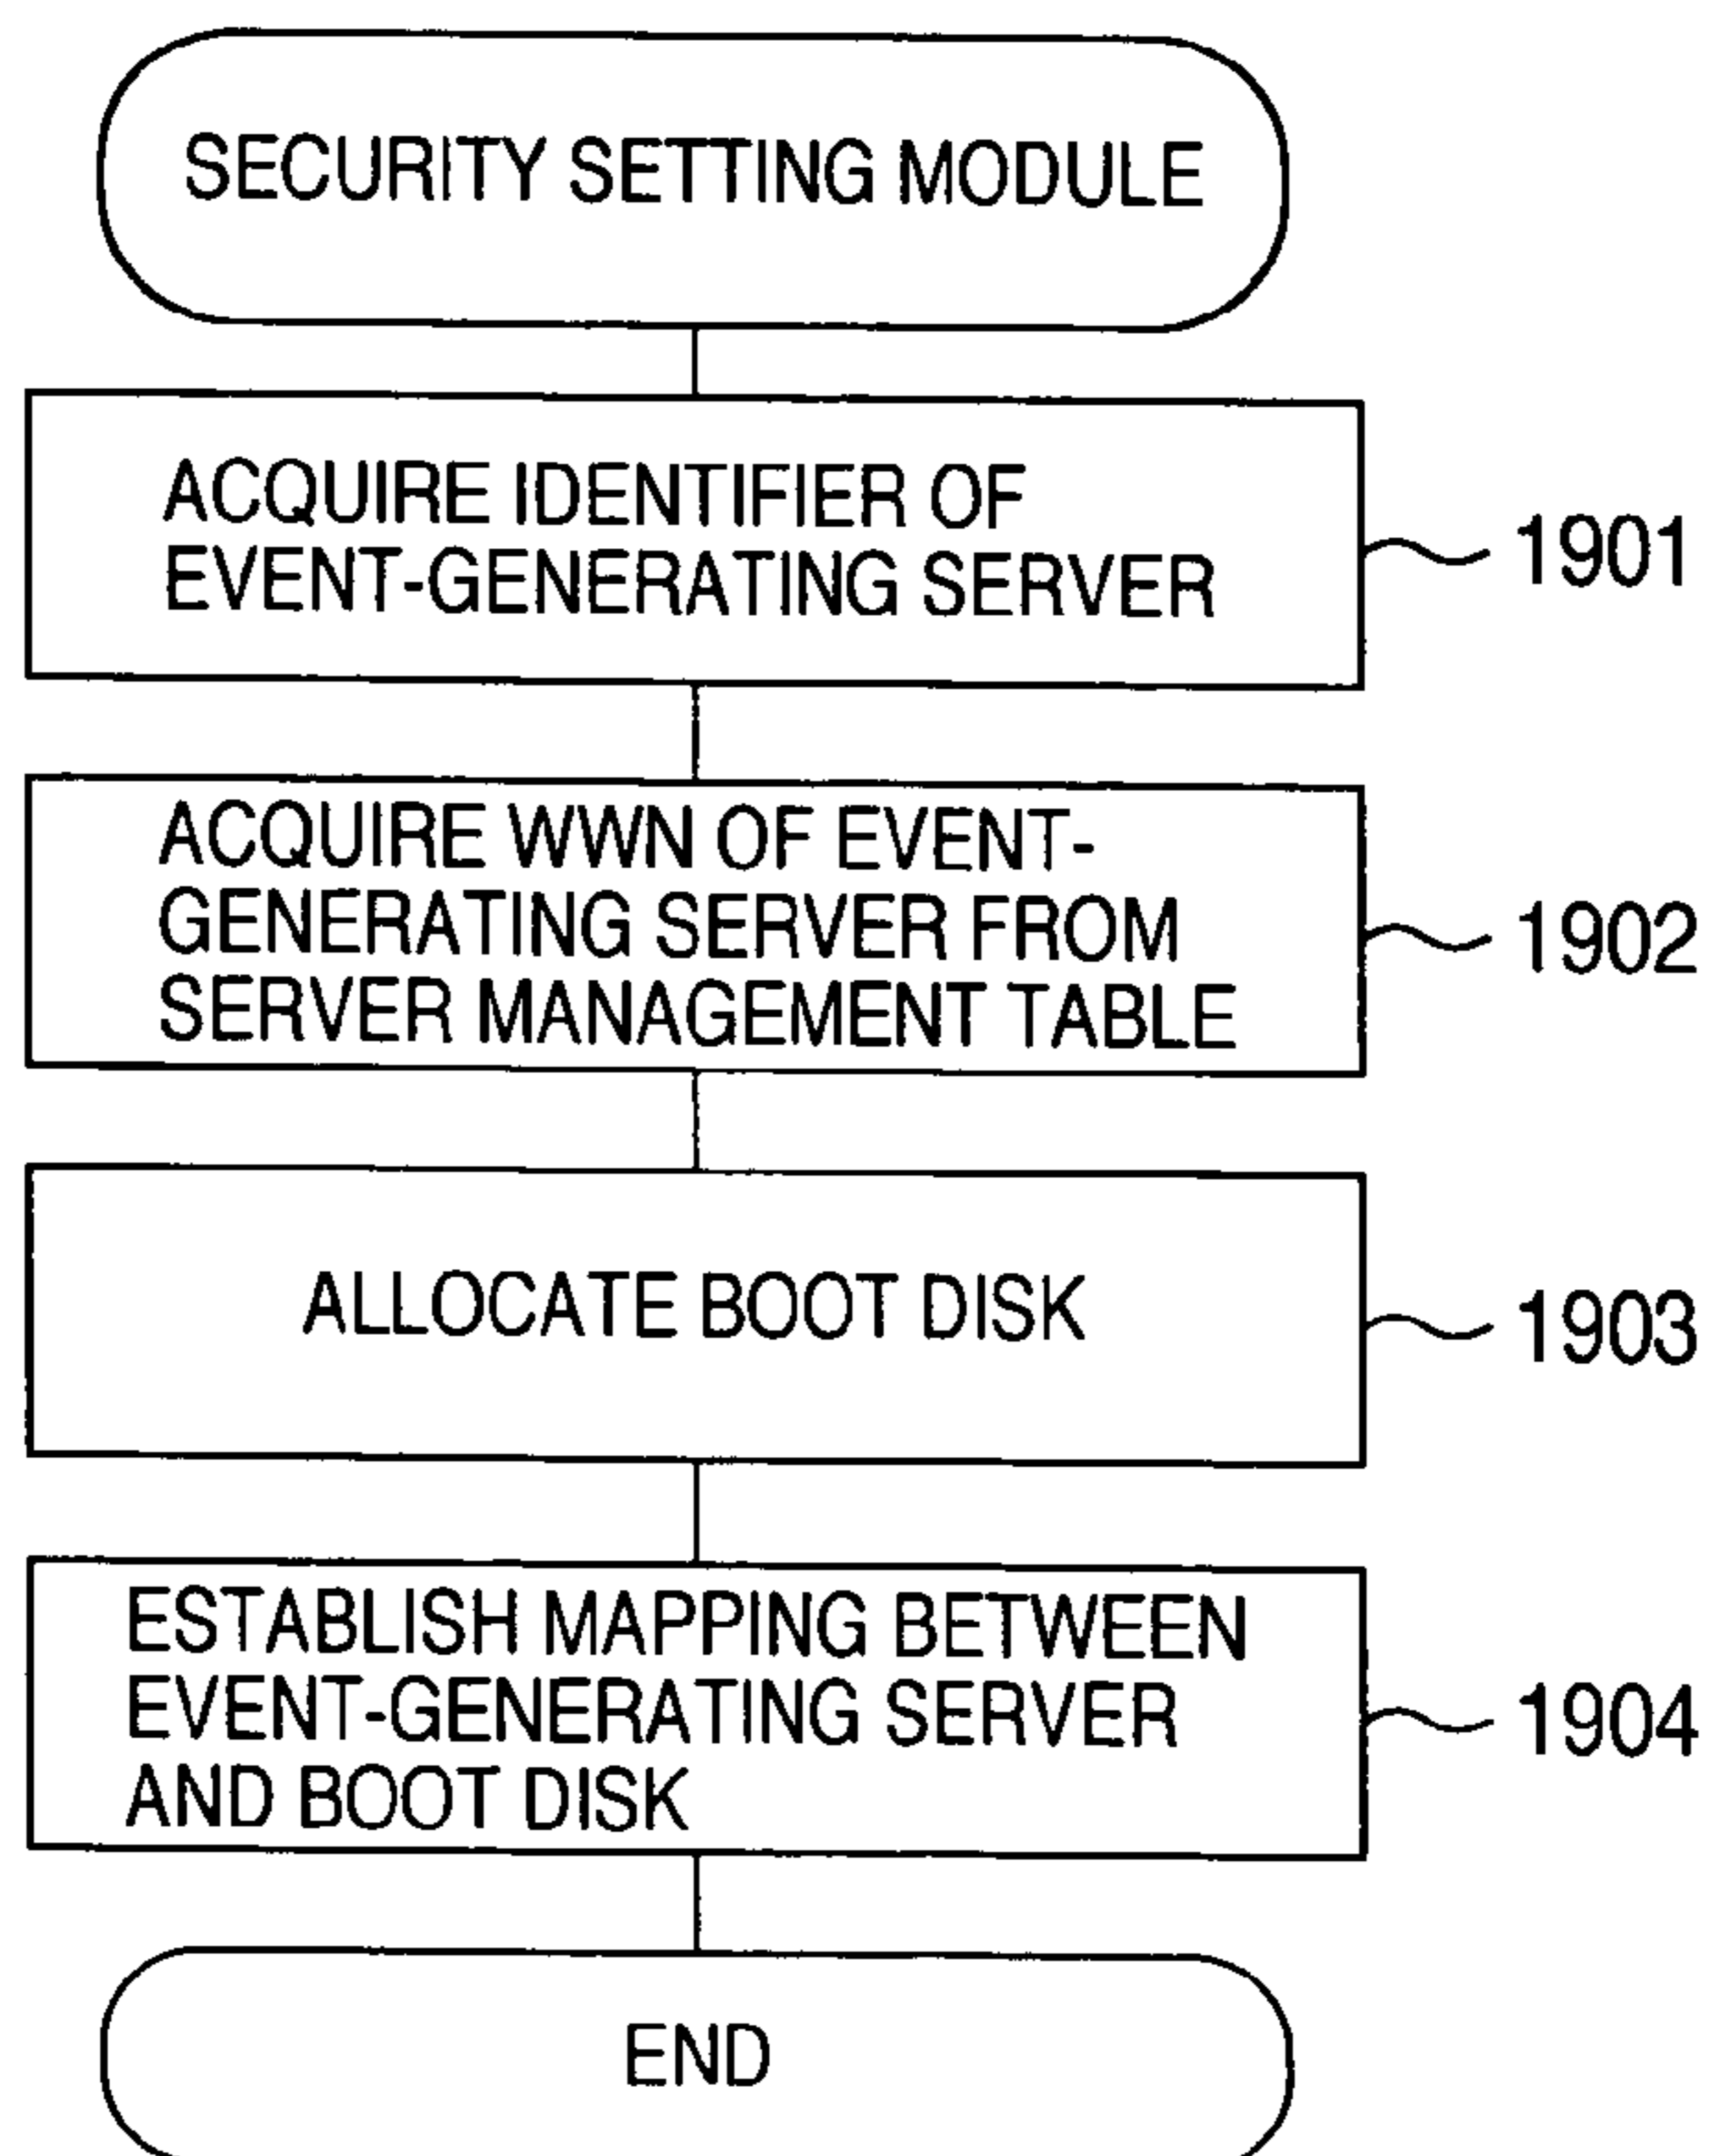 SECURITY SETTING MODULE
ACQUIRE IDENTIFIER OF
EVENT-GENERATING SERVER
1901
ACQUIRE WWN OF EVENT-
GENERATING SERVER FROM
SERVER MANAGEMENT TABLE
1902
ALLOCATE BOOT DISK
1903
ESTABLISH MAPPING BETWEEN
EVENT-GENERATING SERVER
AND BOOT DISK
1904
END